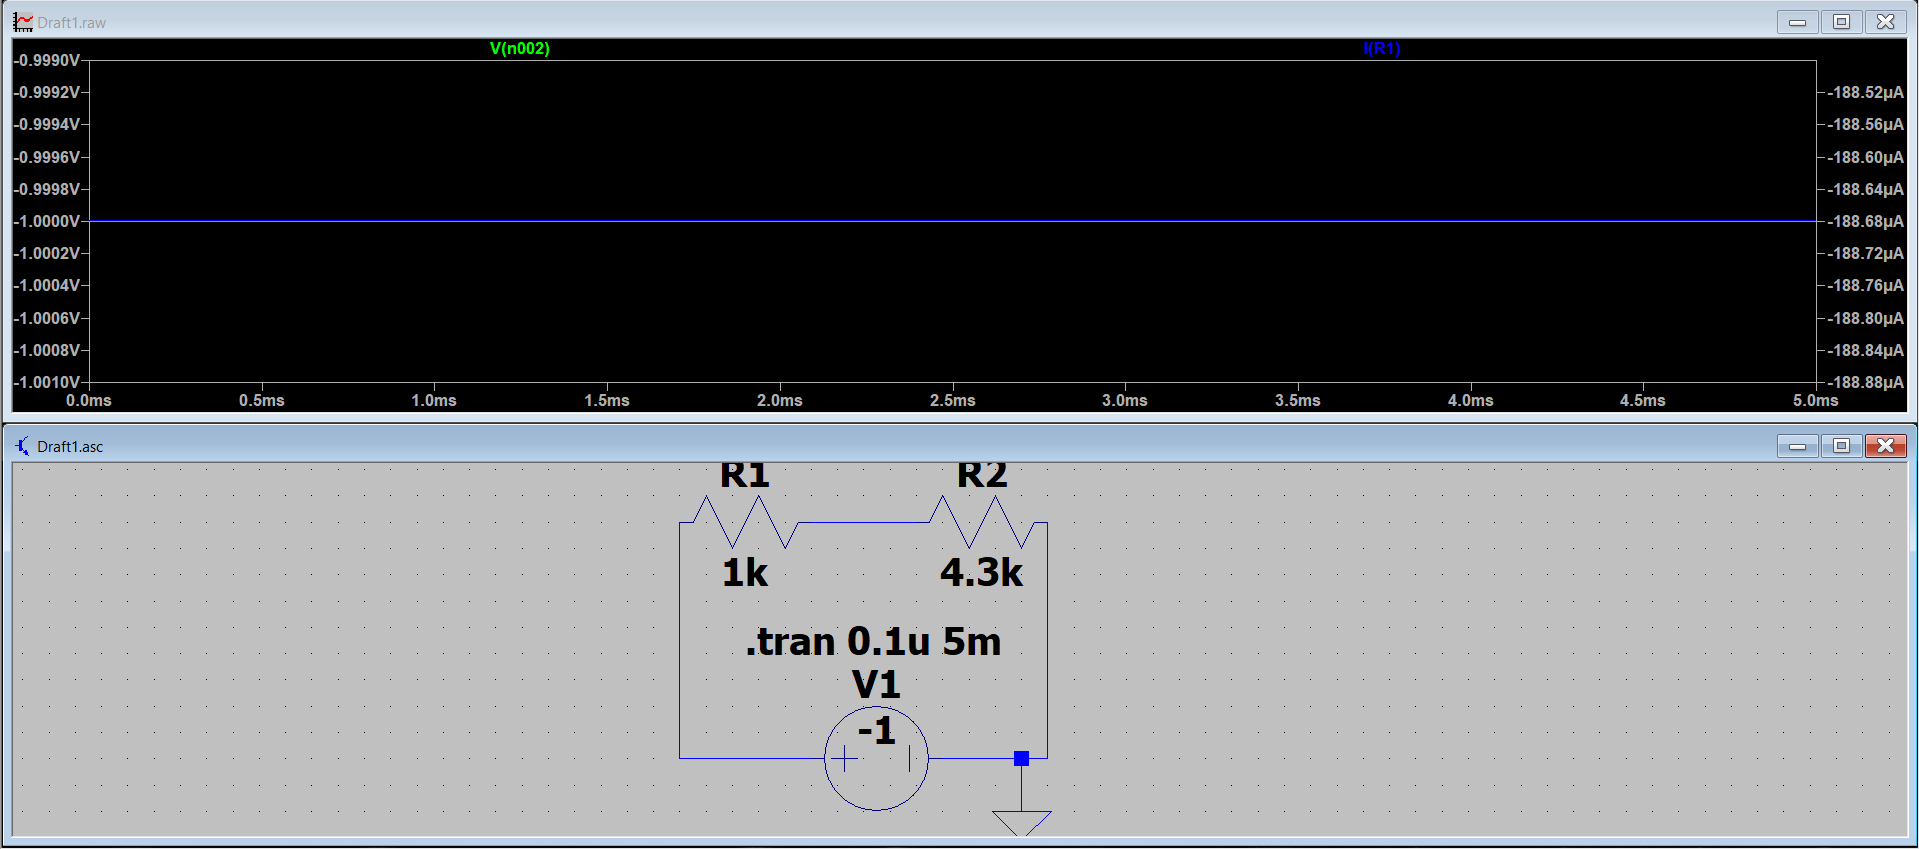 Draft1.raw
V(n002) I(R1)
-0.9990V
-0.9992V -188.52µA
-0.9994V -188.56µA
-0.9996V -188.60µA
-0.9998V -188.64µA
-1.0000V -188.68µA
-1.0002V -188.72µA
-1.0004V -188.76µA
-1.0006V -188.80µA
-1.0008V -188.84µA
-1.0010V -188.88µA
0.0ms 0.5ms 1.0ms 1.5ms 2.0ms 2.5ms 3.0ms 3.5ms 4.0ms 4.5ms 5.0ms
Draft1.asc
R1 R2
1k 4.3k
.tran 0.1u 5m
V1
-1